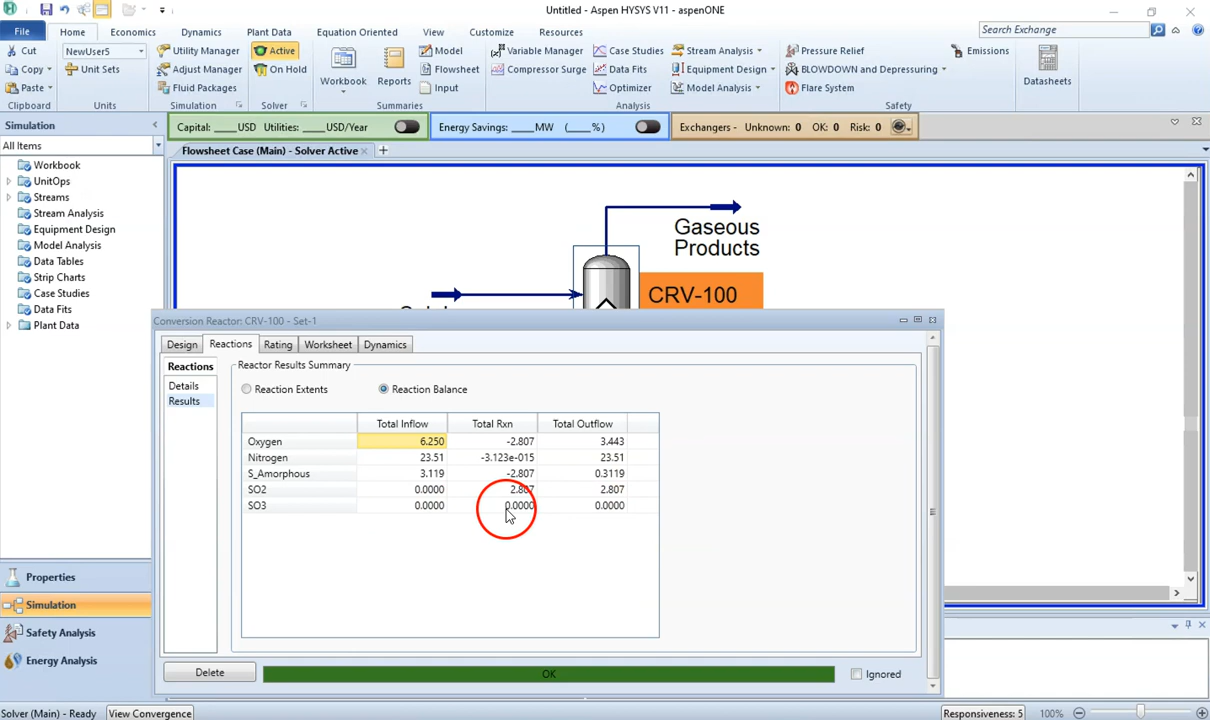 Untitled - Aspen HYSYS V11 - aspenONE
File Home Economics Dynamics Plant Data Equation Oriented View Customize Resources Search Exchange
Cut NewUser5 Utility Manager Active Model Variable Manager Case Studies Stream Analysis Pressure Relief Emissions
Copy Unit Sets Adjust Manager On Hold Workbook Reports Flowsheet Compressor Surge Data Fits Equipment Design BLOWDOWN and Depressuring Datasheets
Paste Fluid Packages Input Optimizer Model Analysis Flare System
Clipboard Units Simulation Solver Summaries Analysis Safety
Simulation Capital: ____USD Utilities: ____USD/Year Energy Savings: ____MW (____%) Exchangers - Unknown: 0 OK: 0 Risk: 0
All Items Flowsheet Case (Main) - Solver Active
Workbook
UnitOps
Streams
Stream Analysis
Equipment Design
Model Analysis
Data Tables
Strip Charts
Case Studies
Data Fits
Plant Data
Gaseous
Products
CRV-100
Conversion Reactor: CRV-100 - Set-1
Design Reactions Rating Worksheet Dynamics
Reactions
Details
Results
Reactor Results Summary
Reaction Extents Reaction Balance
Total Inflow Total Rxn Total Outflow
Oxygen 6.250 -2.807 3.443
Nitrogen 23.51 -3.123e-015 23.51
S_Amorphous 3.119 -2.807 0.3119
SO2 0.0000 2.807 2.807
SO3 0.0000 0.0000 0.0000
Delete OK Ignored
Properties
Simulation
Safety Analysis
Energy Analysis
Solver (Main) - Ready View Convergence Responsiveness: 5 100%